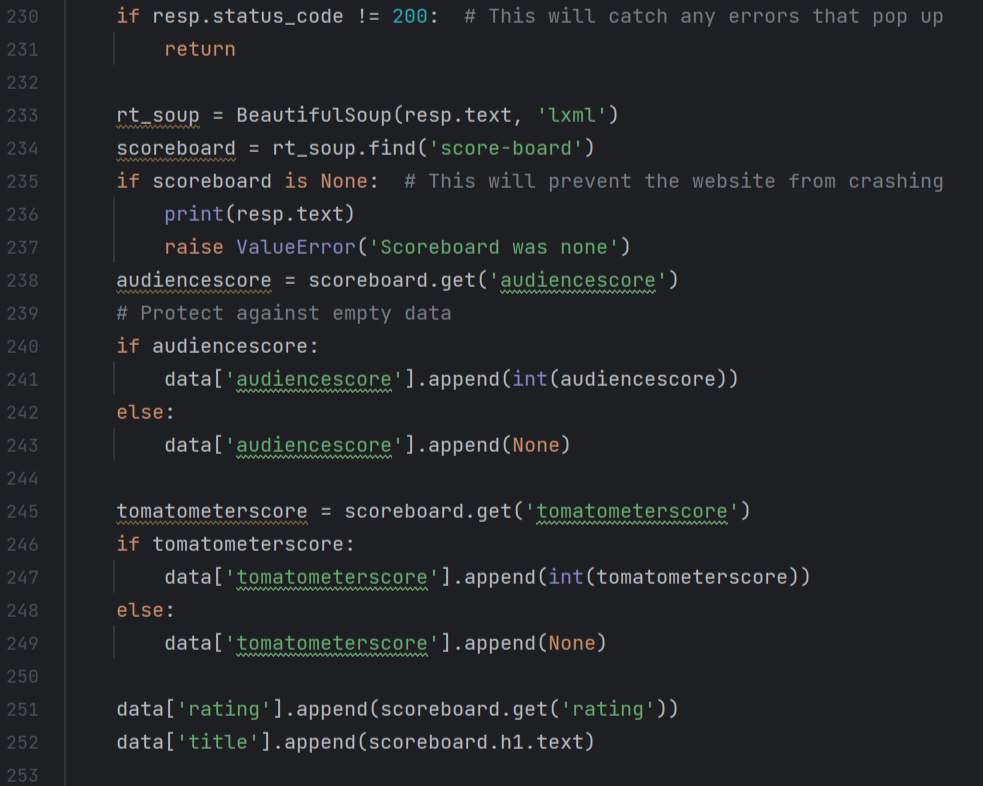 230 if resp.status_code != 200:  # This will catch any errors that pop up
231     return
232
233 rt_soup = BeautifulSoup(resp.text, 'lxml')
234 scoreboard = rt_soup.find('score-board')
235 if scoreboard is None:  # This will prevent the website from crashing
236     print(resp.text)
237     raise ValueError('Scoreboard was none')
238 audiencescore = scoreboard.get('audiencescore')
239 # Protect against empty data
240 if audiencescore:
241     data['audiencescore'].append(int(audiencescore))
242 else:
243     data['audiencescore'].append(None)
244
245 tomatometerscore = scoreboard.get('tomatometerscore')
246 if tomatometerscore:
247     data['tomatometerscore'].append(int(tomatometerscore))
248 else:
249     data['tomatometerscore'].append(None)
250
251 data['rating'].append(scoreboard.get('rating'))
252 data['title'].append(scoreboard.h1.text)
253